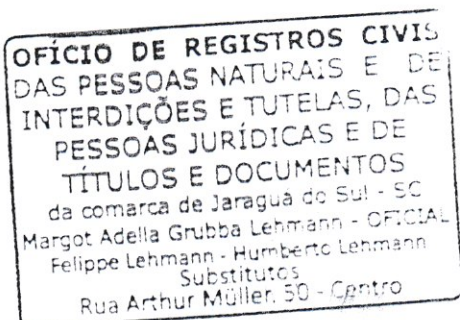 OFÍCIO DE REGISTROS CIVIS
DAS PESSOAS NATURAIS E DE
INTERDIÇÕES E TUTELAS, DAS
PESSOAS JURÍDICAS E DE
TÍTULOS E DOCUMENTOS
da comarca de Jaraguá do Sul - SC
Margot Adelia Grubba Lehmann - OFICIAL
Felippe Lehmann - Humberto Lehmann
Substitutos
Rua Arthur Müller, 50 - Centro